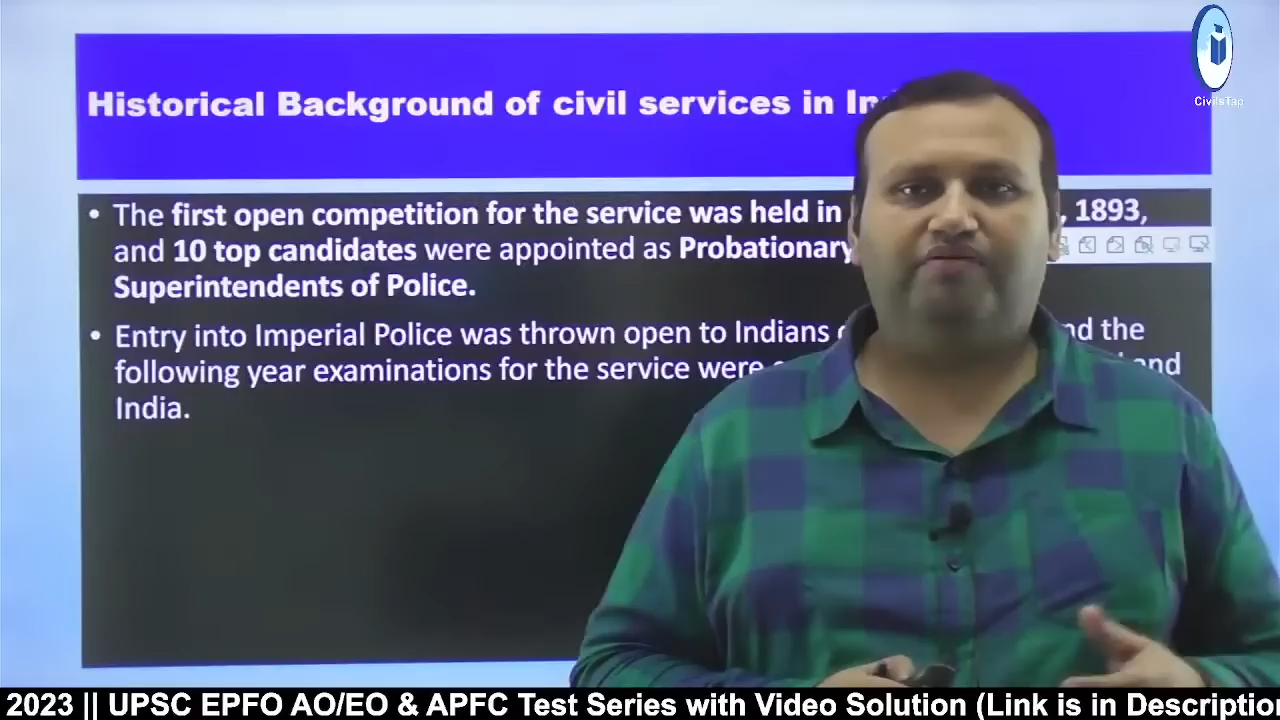 Historical Background of civil services in In
CivilsTap
• The first open competition for the service was held in , 1893,
and 10 top candidates were appointed as Probationary
Superintendents of Police.
• Entry into Imperial Police was thrown open to Indians and the
following year examinations for the service were and
India.
2023 || UPSC EPFO AO/EO & APFC Test Series with Video Solution (Link is in Descriptio